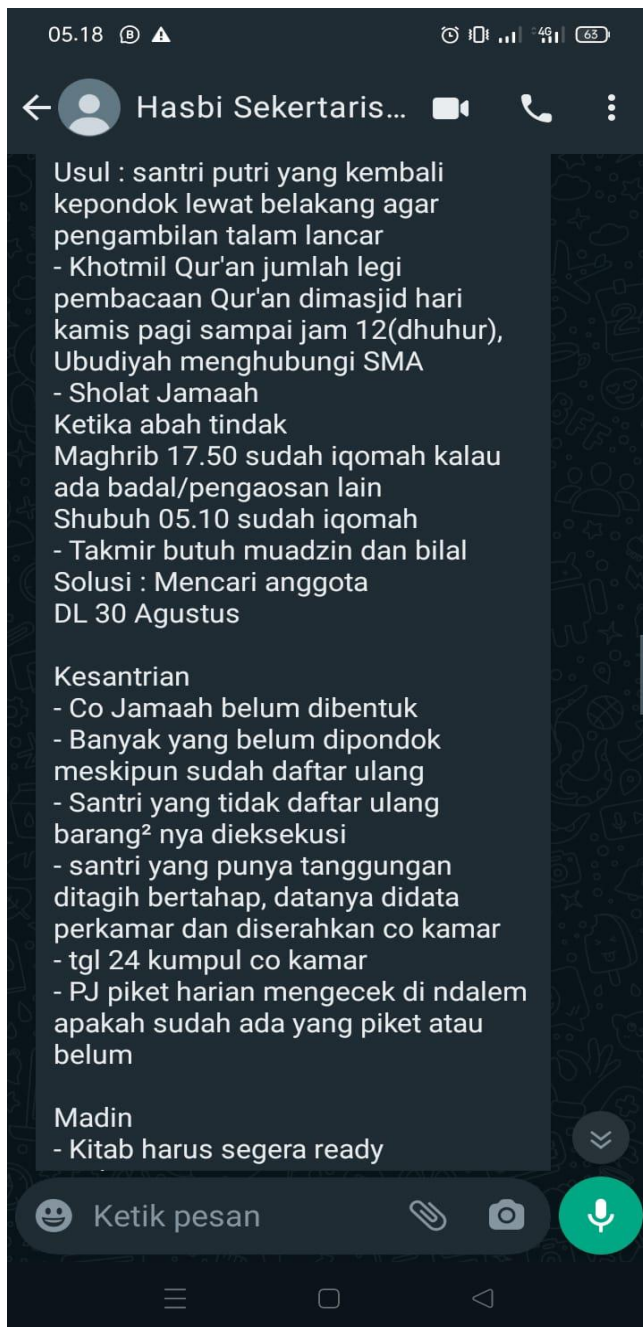 05.18
4G
63
Hasbi Sekertaris...
Usul : santri putri yang kembali
kepondok lewat belakang agar
pengambilan talam lancar
- Khotmil Qur'an jumlah legi
pembacaan Qur'an dimasjid hari
kamis pagi sampai jam 12(dhuhur),
Ubudiyah menghubungi SMA
- Sholat Jamaah
Ketika abah tindak
Maghrib 17.50 sudah iqomah kalau
ada badal/pengaosan lain
Shubuh 05.10 sudah iqomah
- Takmir butuh muadzin dan bilal
Solusi : Mencari anggota
DL 30 Agustus
Kesantrian
- Co Jamaah belum dibentuk
- Banyak yang belum dipondok
meskipun sudah daftar ulang
- Santri yang tidak daftar ulang
barang² nya dieksekusi
- santri yang punya tanggungan
ditagih bertahap, datanya didata
perkamar dan diserahkan co kamar
- tgl 24 kumpul co kamar
- PJ piket harian mengecek di ndalem
apakah sudah ada yang piket atau
belum
Madin
- Kitab harus segera ready
Ketik pesan